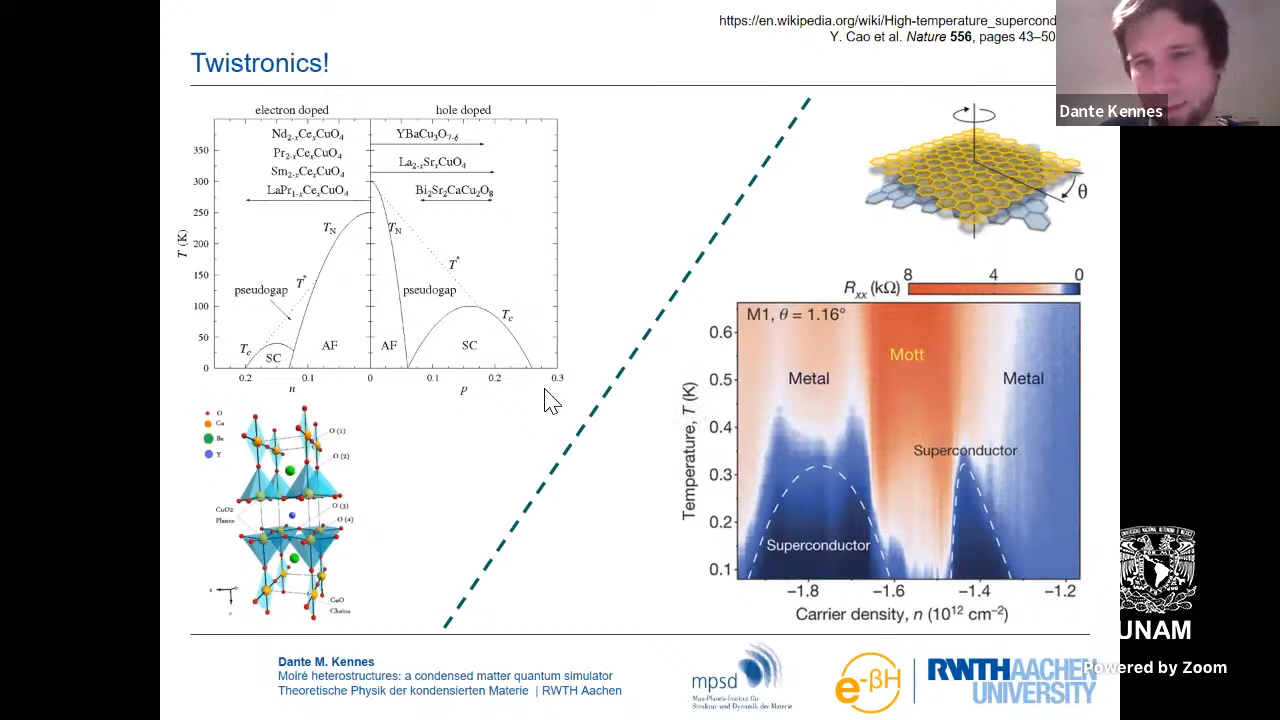 https://en.wikipedia.org/wiki/High-temperature_supercond
Y. Cao et al. Nature 556, pages 43–50
Twistronics!
Dante Kennes
electron doped
hole doped
Nd2-xCexCuO4
Pr2-xCexCuO4
Sm2-xCexCuO4
LaPr1-xCexCuO4
YBaCu3O7-δ
La2-xSrxCuO4
Bi2Sr2CaCu2O8
T (K)
350
300
250
200
150
100
50
0
TN
TN
T*
T*
pseudogap
pseudogap
Tc
Tc
SC
AF
AF
SC
0.2
0.1
0
0.1
0.2
0.3
n
p
θ
Rxx (kΩ)
8
4
0
M1, θ = 1.16°
Mott
Metal
Metal
Superconductor
Superconductor
Temperature, T (K)
0.6
0.5
0.4
0.3
0.2
0.1
−1.8
−1.6
−1.4
−1.2
Carrier density, n (10¹² cm⁻²)
O
Cu
Ba
Y
O (1)
O (2)
O (3)
O (4)
CuO2
Planes
CuO
Chains
Dante M. Kennes
Moiré heterostructures: a condensed matter quantum simulator
Theoretische Physik der kondensierten Materie | RWTH Aachen
mpsd
Max-Planck-Institut für
Struktur und Dynamik der Materie
e-βH
RWTH AACHEN
UNIVERSITY
UNAM
Powered by Zoom